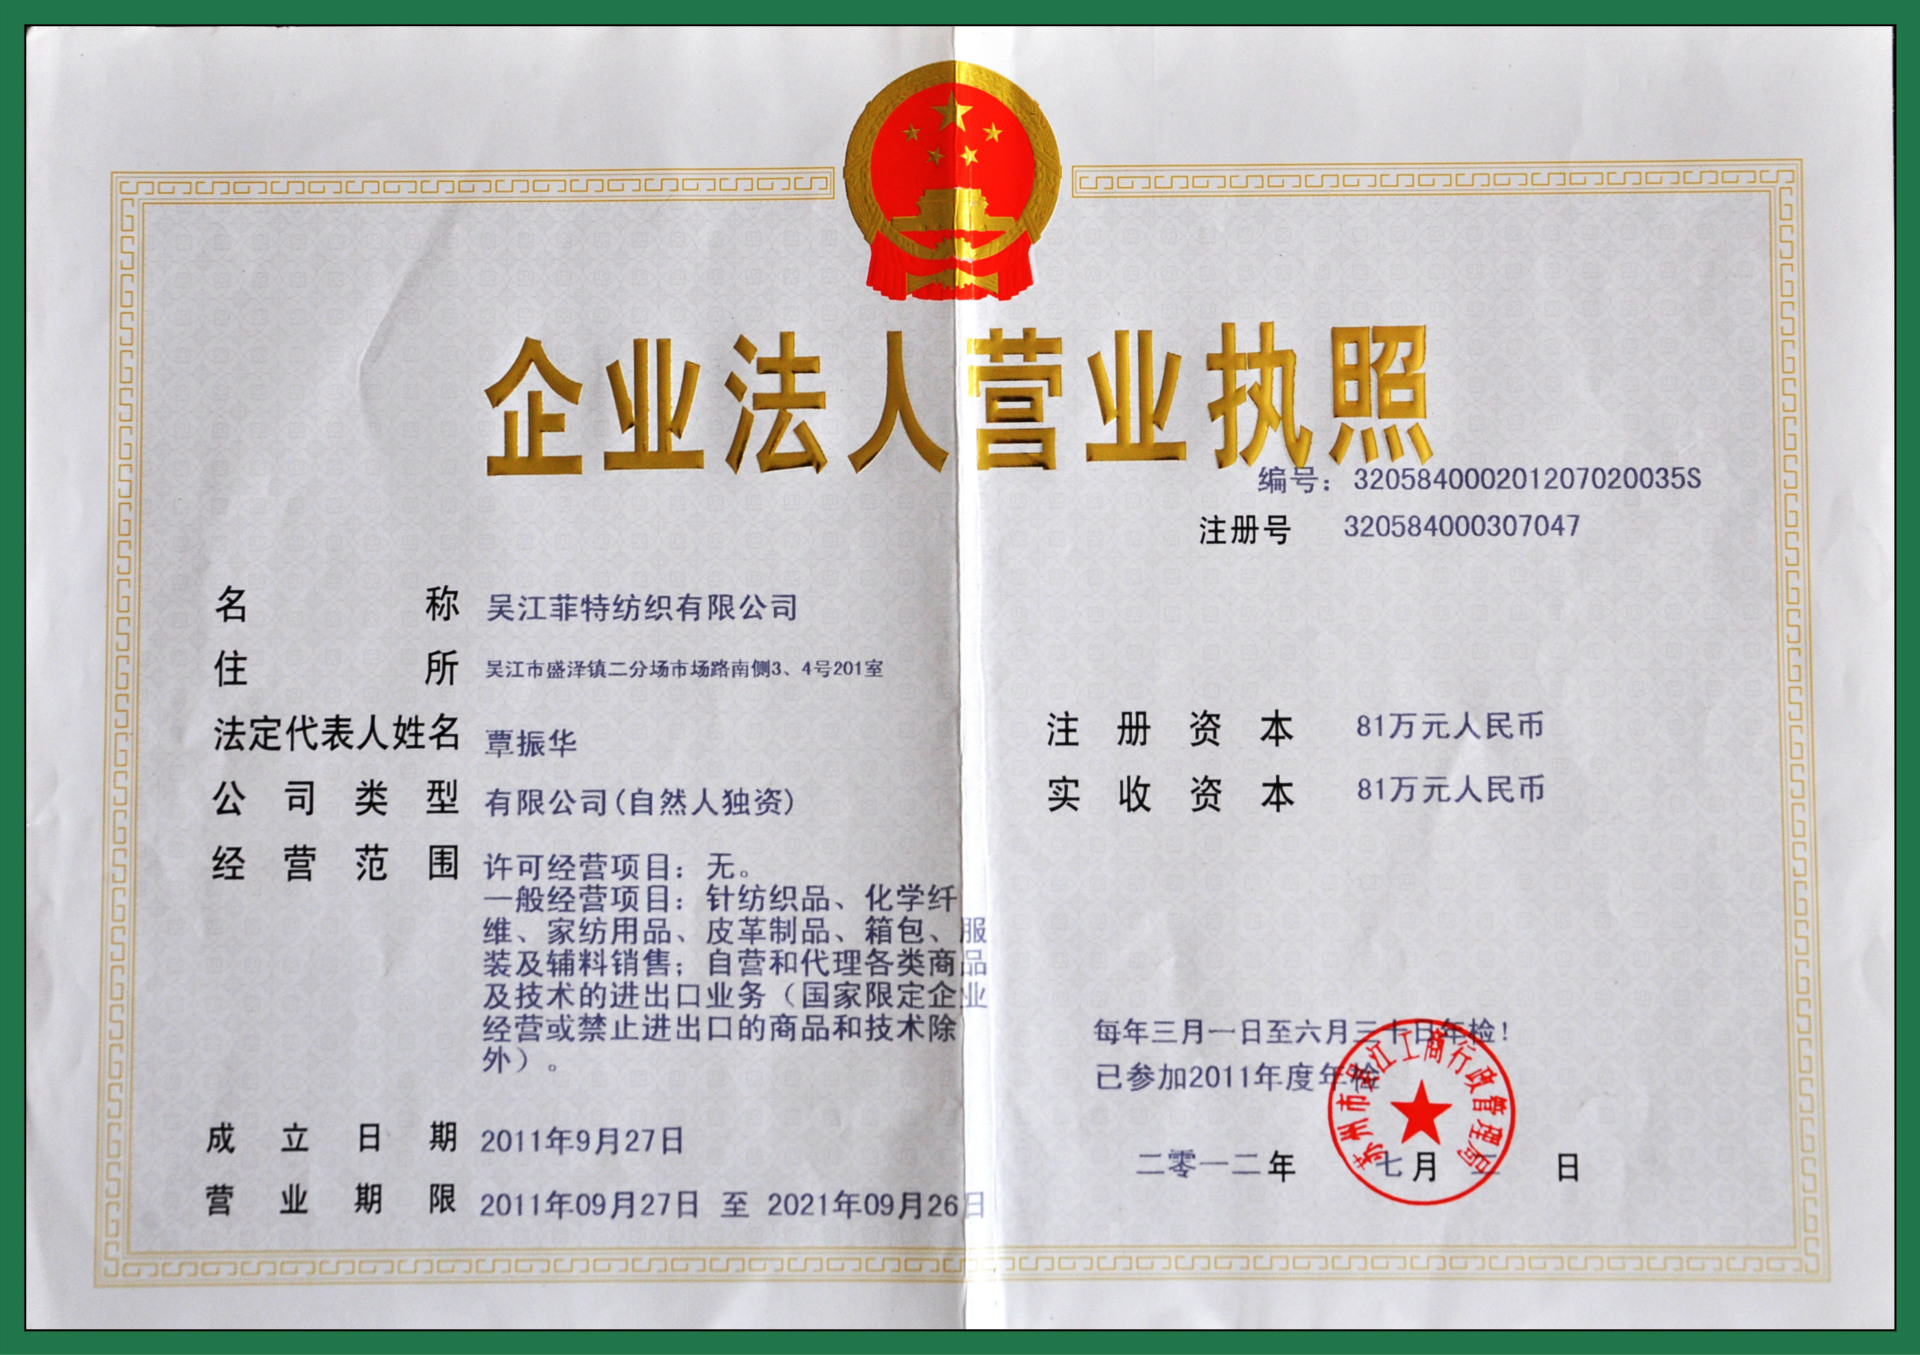 企业法人营业执照
编号：320584000201207020035S
注册号 320584000307047
名称 吴江菲特纺织有限公司
住所 吴江市盛泽镇二分场市场路南侧3、4号201室
法定代表人姓名 覃振华
注册资本 81万元人民币
公司类型 有限公司(自然人独资)
实收资本 81万元人民币
经营范围 许可经营项目：无。
一般经营项目：针纺织品、化学纤
维、家纺用品、皮革制品、箱包、服
装及辅料销售；自营和代理各类商品
及技术的进出口业务（国家限定企业
经营或禁止进出口的商品和技术除
外）。
每年三月一日至六月三十日年检!
已参加2011年度年检
苏州市吴江工商行政管理局
成立日期 2011年9月27日
二零一二年 七月 二 日
营业期限 2011年09月27日 至 2021年09月26日